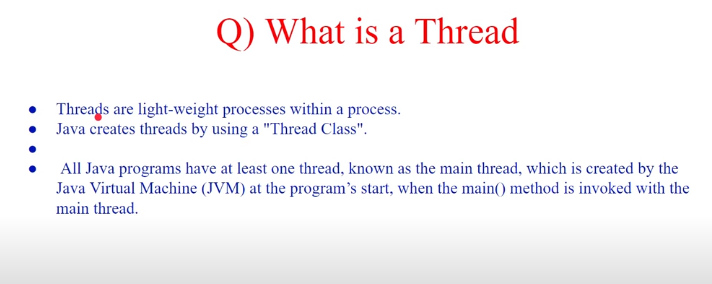 Q) What is a Thread
● Threads are light-weight processes within a process.
● Java creates threads by using a "Thread Class".
●
● All Java programs have at least one thread, known as the main thread, which is created by the
Java Virtual Machine (JVM) at the program’s start, when the main() method is invoked with the
main thread.